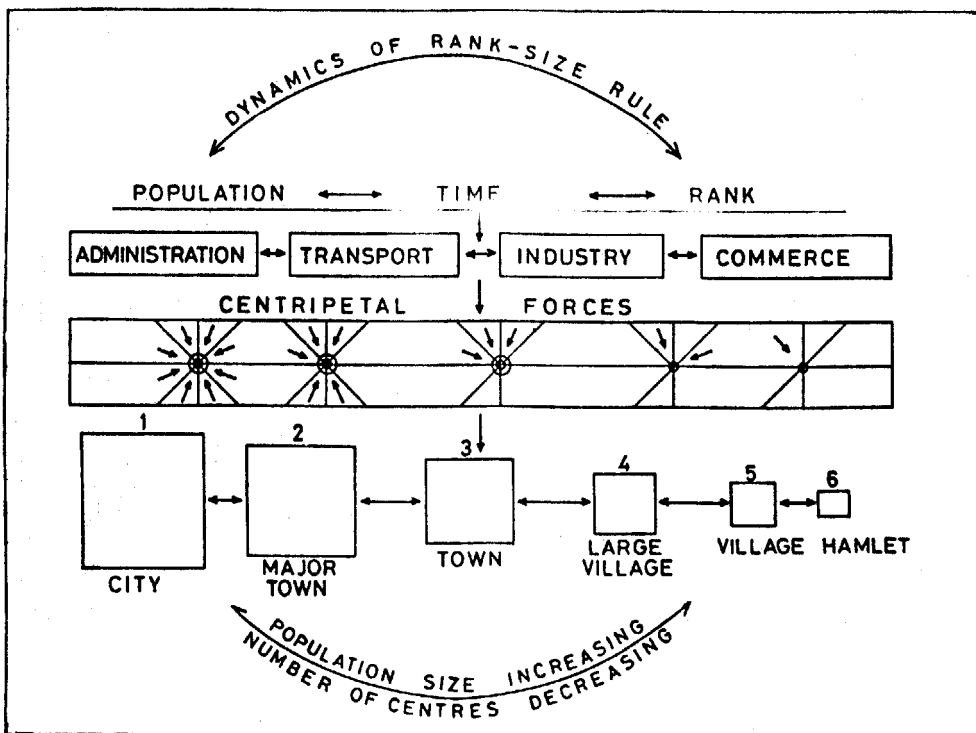 DYNAMICS OF RANK-SIZE RULE
POPULATION TIME RANK
ADMINISTRATION TRANSPORT INDUSTRY COMMERCE
CENTRIPETAL FORCES
1 2 3 4 5 6
CITY
MAJOR
TOWN
TOWN
LARGE
VILLAGE
VILLAGE
HAMLET
POPULATION SIZE INCREASING
NUMBER OF CENTRES DECREASING